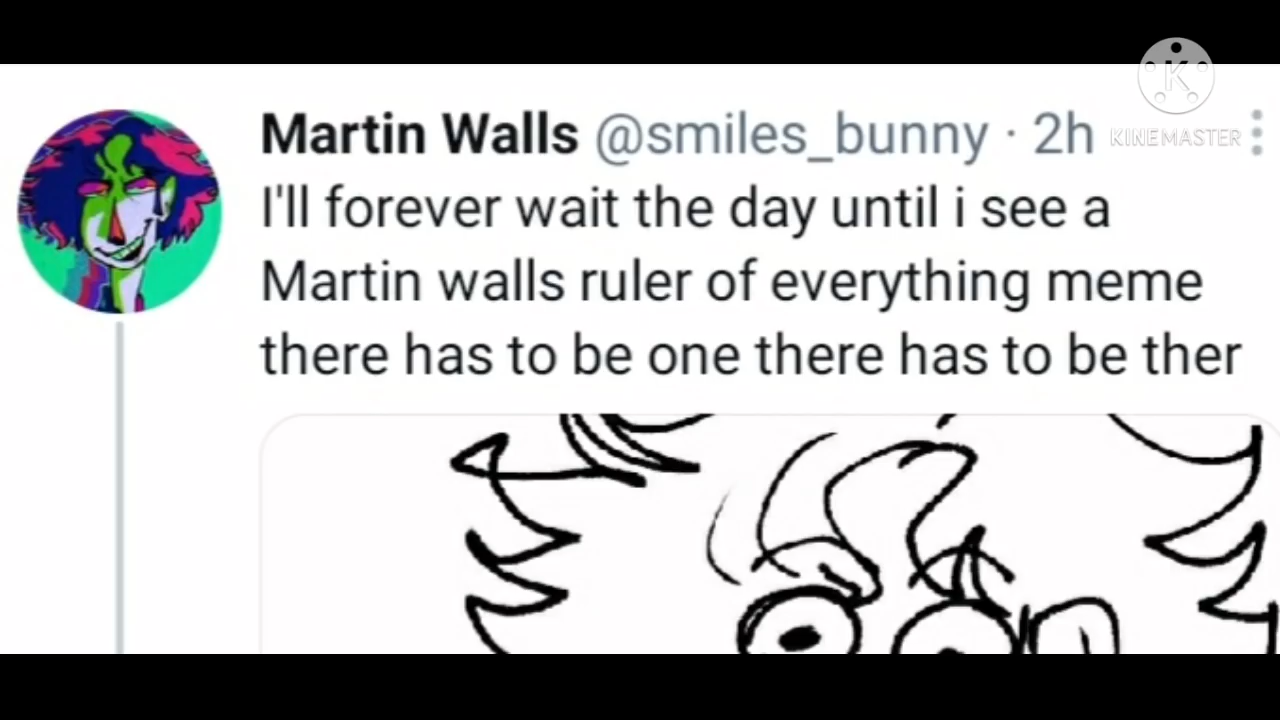 K
KINEMASTER
Martin Walls @smiles_bunny · 2h
I'll forever wait the day until i see a
Martin walls ruler of everything meme
there has to be one there has to be ther